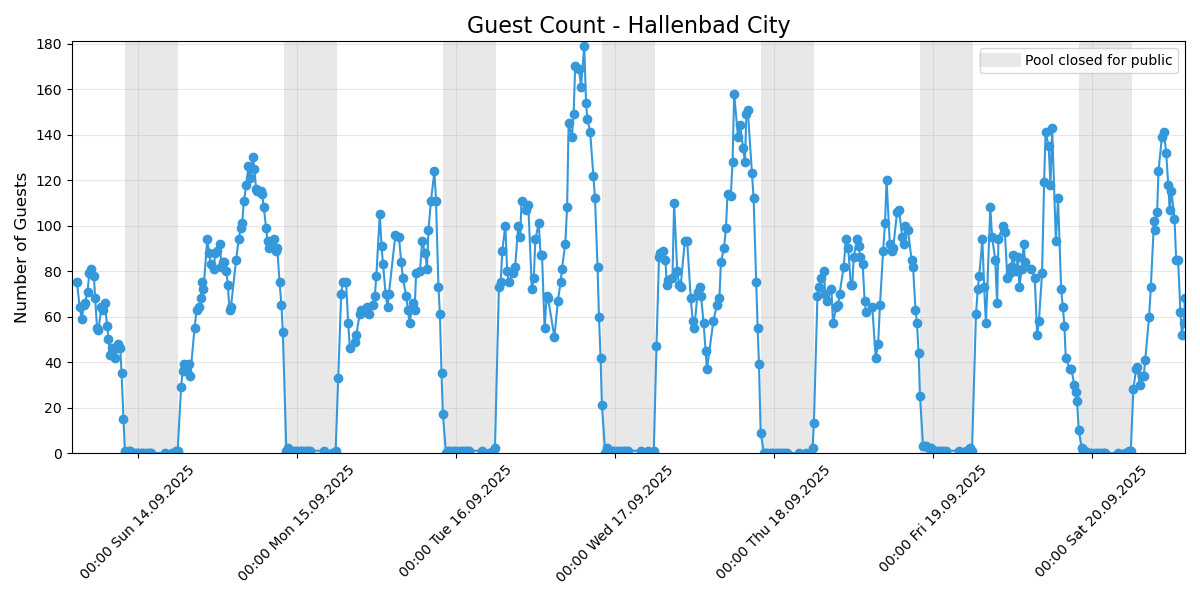 Guest Count - Hallenbad City
Pool closed for public
Number of Guests
180
160
140
120
100
80
60
40
20
0
00:00 Sun 14.09.2025
00:00 Mon 15.09.2025
00:00 Tue 16.09.2025
00:00 Wed 17.09.2025
00:00 Thu 18.09.2025
00:00 Fri 19.09.2025
00:00 Sat 20.09.2025